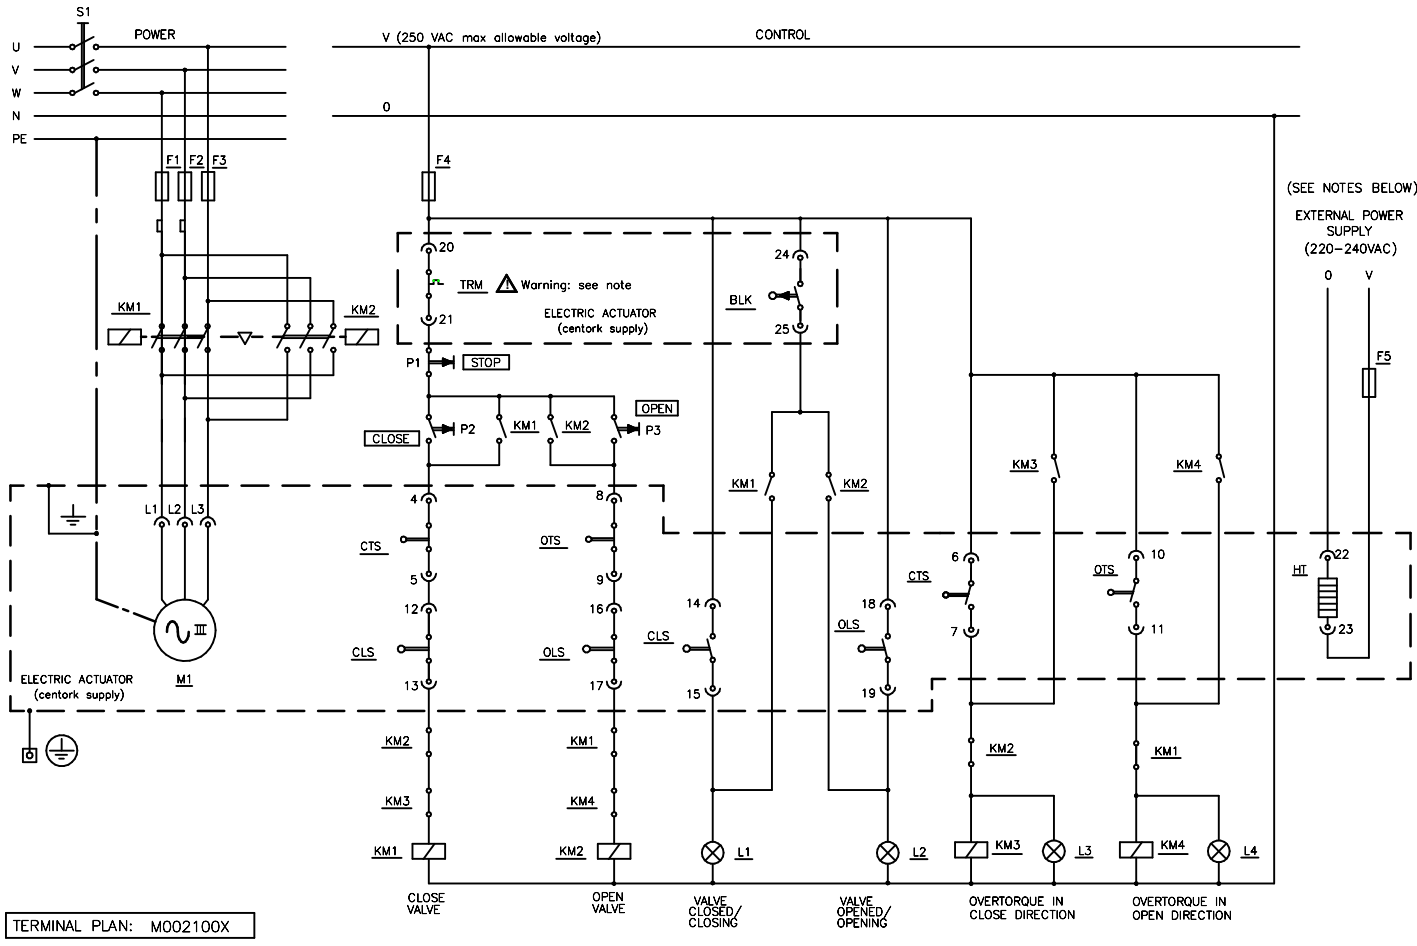 S1
POWER
U
V
W
N
PE
V (250 VAC max allowable voltage)
CONTROL
0
F1 F2 F3
F4
(SEE NOTES BELOW)
EXTERNAL POWER
SUPPLY
(220-240VAC)
0 V
F5
20
TRM
Warning: see note
21
ELECTRIC ACTUATOR
(centork supply)
24
BLK
25
KM1
KM2
P1
STOP
OPEN
CLOSE
P2
KM1
KM2
P3
KM1
KM2
KM3
KM4
L1 L2 L3
4
8
CTS
OTS
5
9
12
16
CLS
OLS
13
17
14
CLS
15
18
OLS
19
6
CTS
7
10
OTS
11
22
HT
23
III
M1
ELECTRIC ACTUATOR
(centork supply)
KM2
KM1
KM2
KM1
KM3
KM4
KM1
KM2
L1
L2
KM3
L3
KM4
L4
CLOSE
VALVE
OPEN
VALVE
VALVE
CLOSED/
CLOSING
VALVE
OPENED/
OPENING
OVERTORQUE IN
CLOSE DIRECTION
OVERTORQUE IN
OPEN DIRECTION
TERMINAL PLAN: M002100X